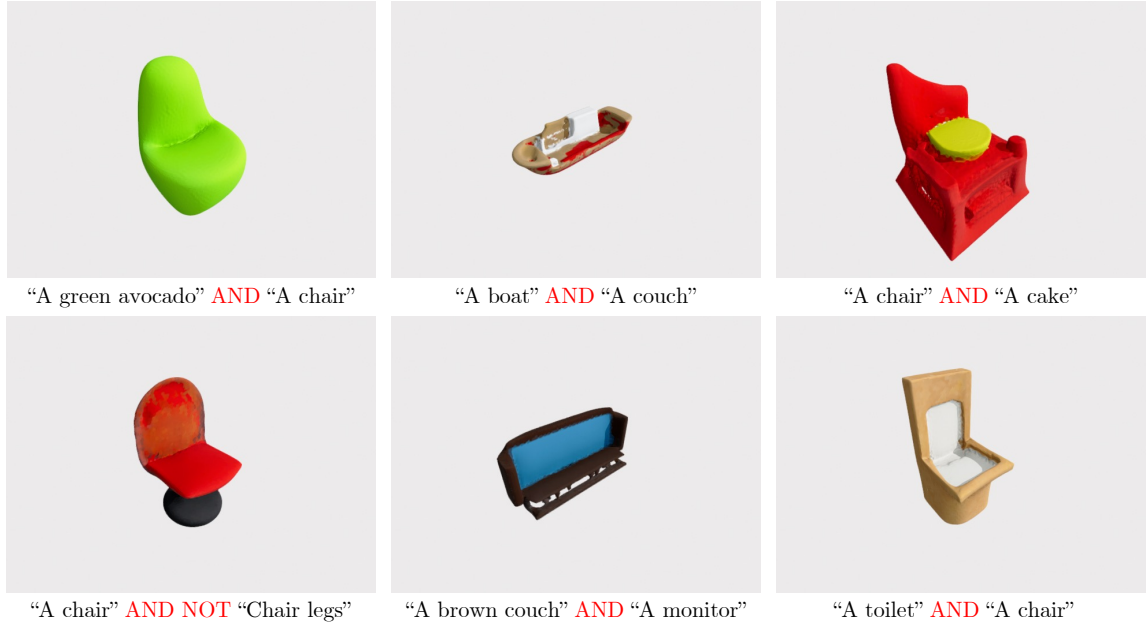 “A green avocado” AND “A chair”
“A boat” AND “A couch”
“A chair” AND “A cake”
“A chair” AND NOT “Chair legs”
“A brown couch” AND “A monitor”
“A toilet” AND “A chair”